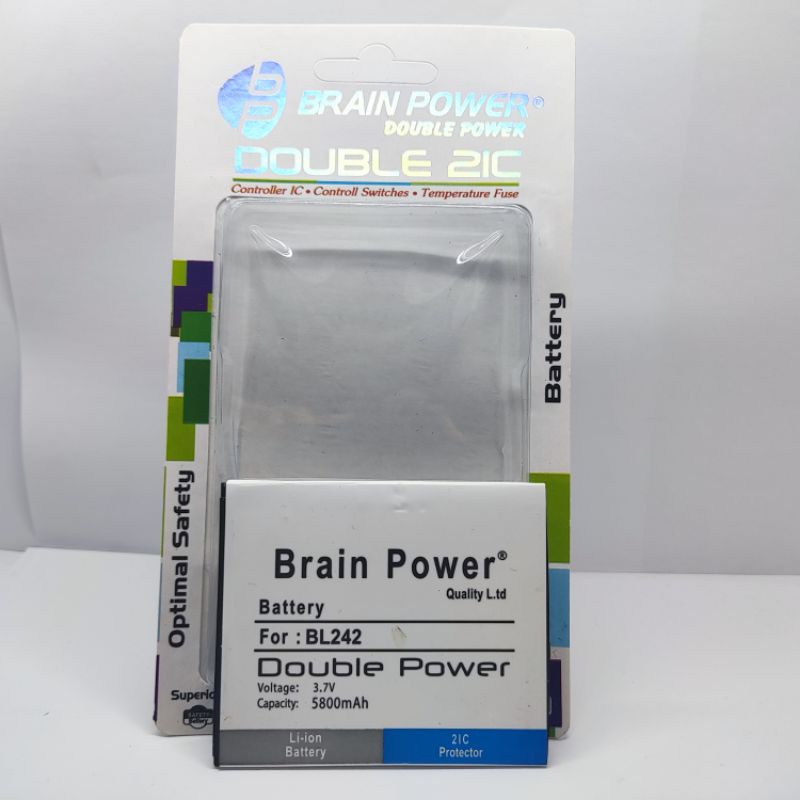 bp
BRAIN POWER®
DOUBLE POWER
DOUBLE 2IC
Controller IC • Controll Switches • Temperature Fuse
Battery
Optimal Safety
Brain Power®
Quality L.td
Battery
For : BL242
Double Power
Voltage: 3.7V
Capacity: 5800mAh
Li-ion
Battery
2IC
Protector